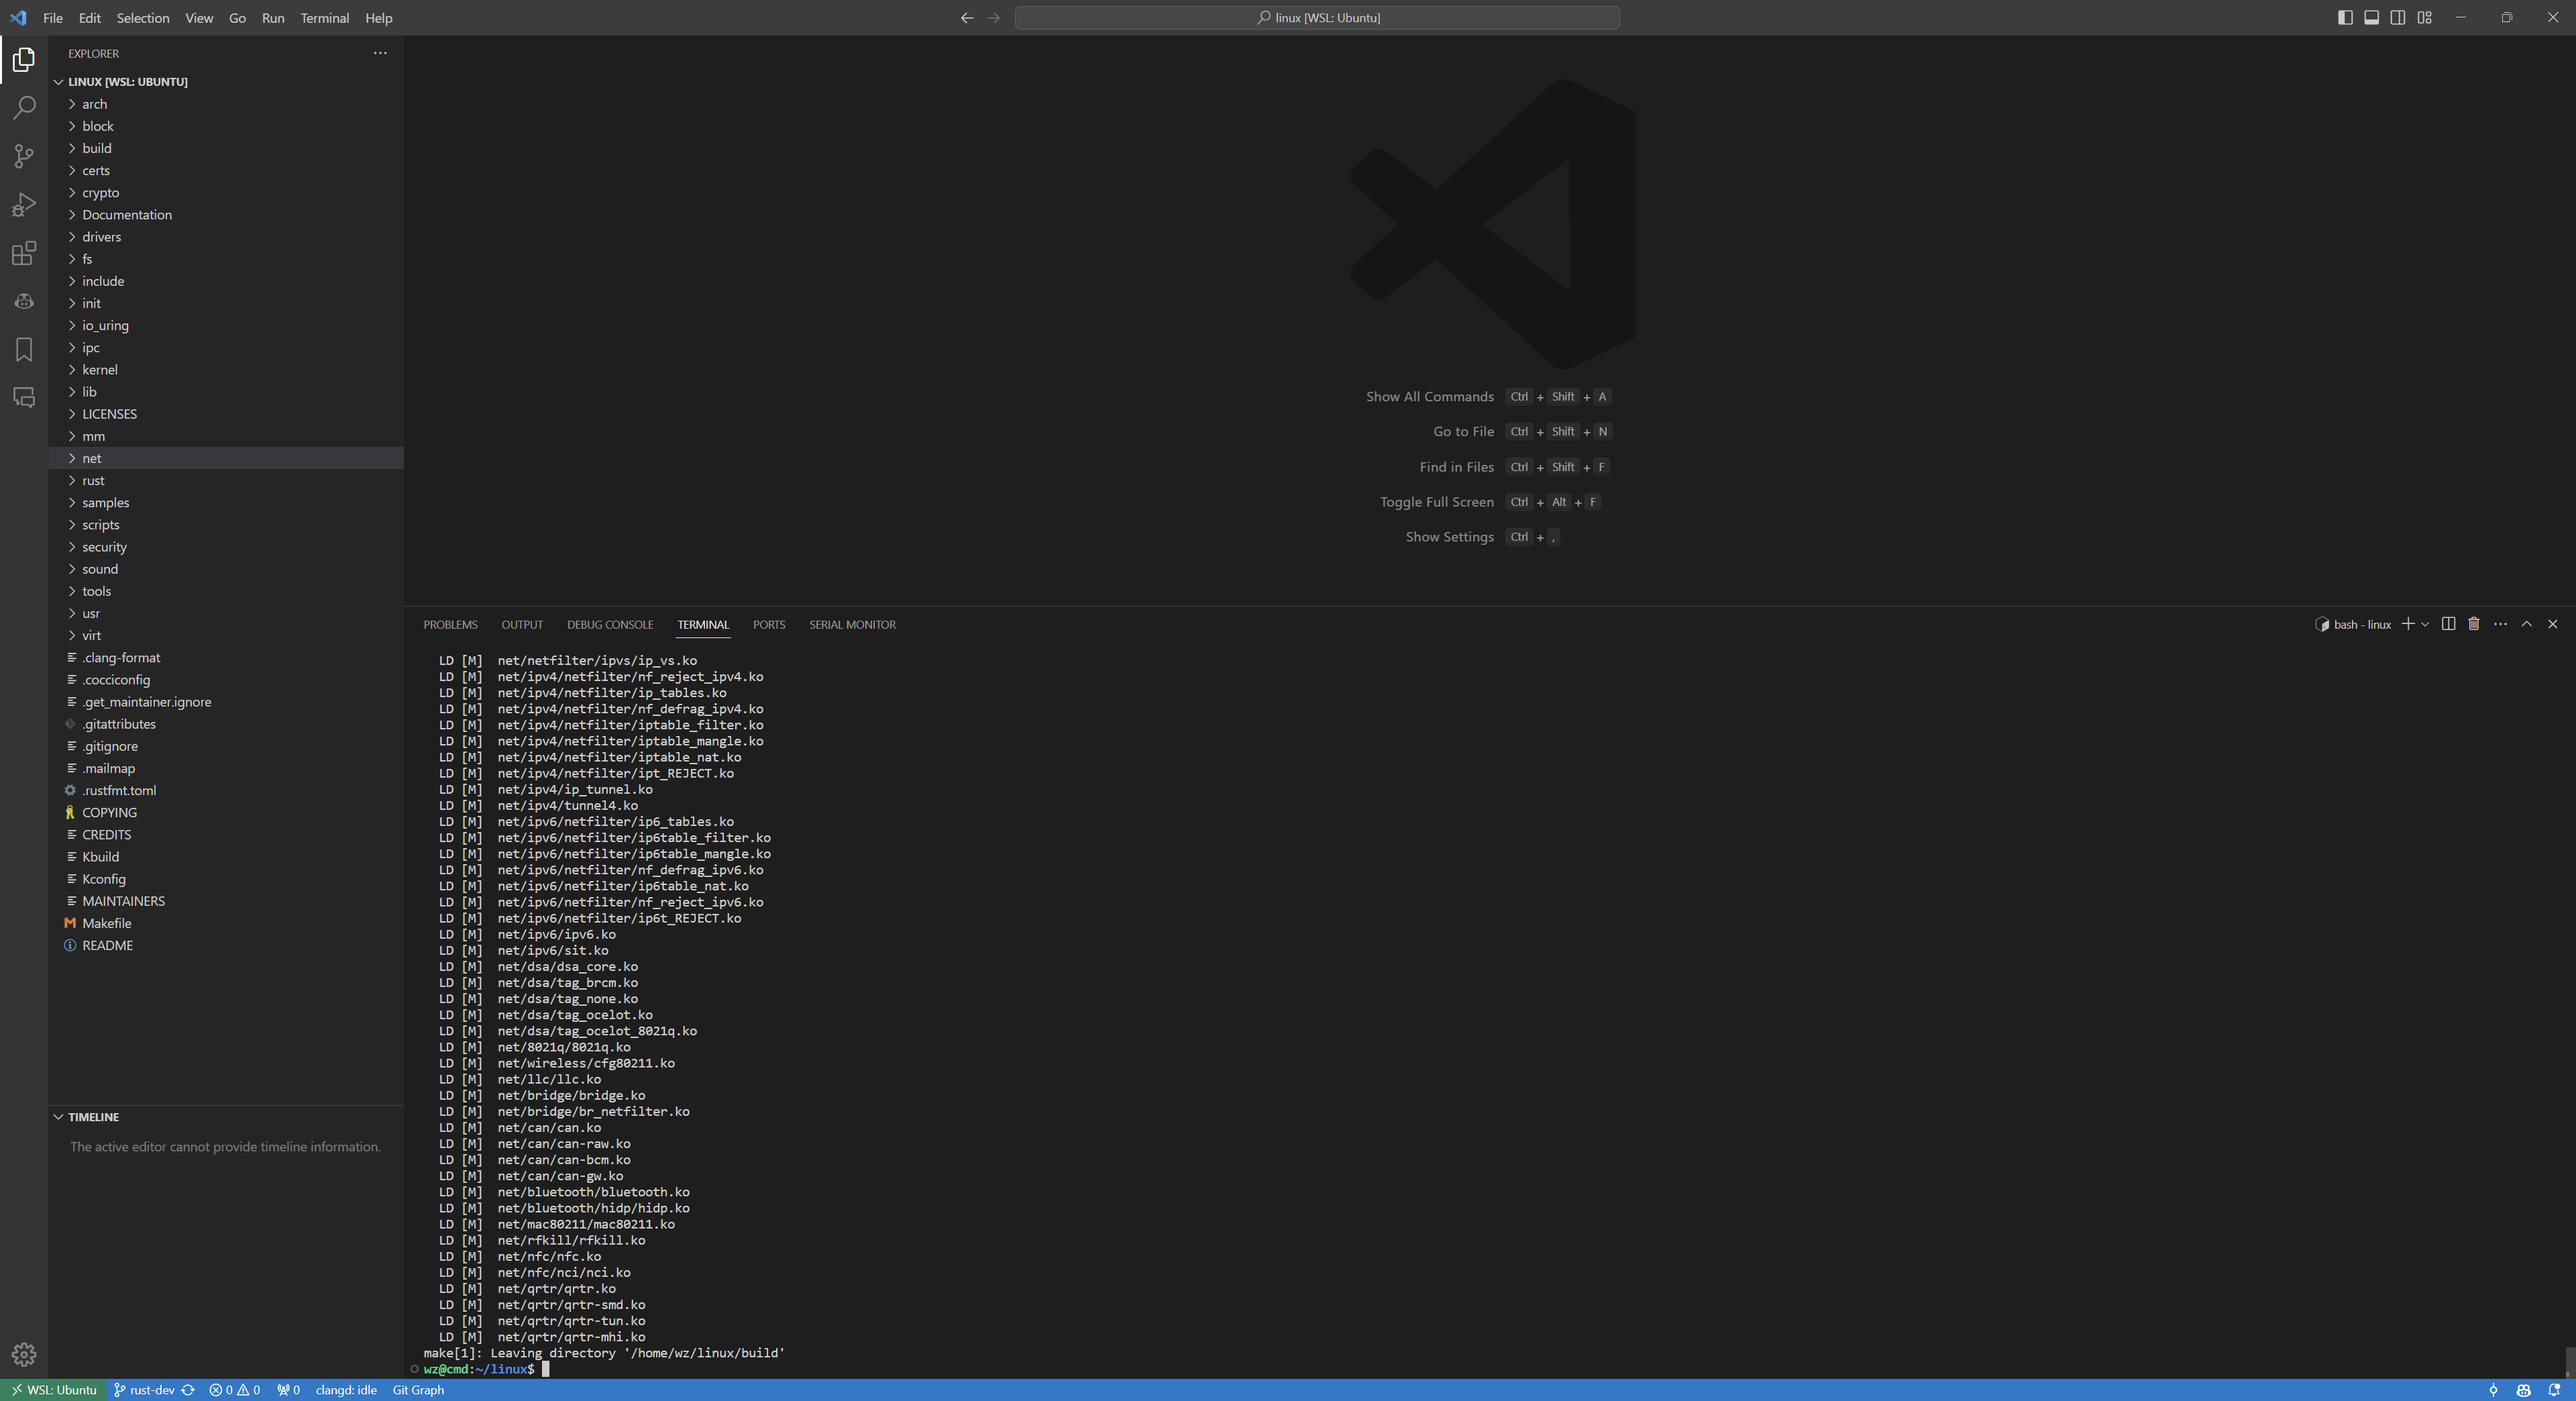 File Edit Selection View Go Run Terminal Help
linux [WSL: Ubuntu]
EXPLORER
LINUX [WSL: UBUNTU]
arch
block
build
certs
crypto
Documentation
drivers
fs
include
init
io_uring
ipc
kernel
lib
LICENSES
mm
net
rust
samples
scripts
security
sound
tools
usr
virt
.clang-format
.cocciconfig
.get_maintainer.ignore
.gitattributes
.gitignore
.mailmap
.rustfmt.toml
COPYING
CREDITS
Kbuild
Kconfig
MAINTAINERS
Makefile
README
TIMELINE
The active editor cannot provide timeline information.
Show All Commands Ctrl + Shift + A
Go to File Ctrl + Shift + N
Find in Files Ctrl + Shift + F
Toggle Full Screen Ctrl + Alt + F
Show Settings Ctrl + ,
PROBLEMS OUTPUT DEBUG CONSOLE TERMINAL PORTS SERIAL MONITOR
bash - linux
LD [M] net/netfilter/ipvs/ip_vs.ko
LD [M] net/ipv4/netfilter/nf_reject_ipv4.ko
LD [M] net/ipv4/netfilter/ip_tables.ko
LD [M] net/ipv4/netfilter/nf_defrag_ipv4.ko
LD [M] net/ipv4/netfilter/iptable_filter.ko
LD [M] net/ipv4/netfilter/iptable_mangle.ko
LD [M] net/ipv4/netfilter/iptable_nat.ko
LD [M] net/ipv4/netfilter/ipt_REJECT.ko
LD [M] net/ipv4/ip_tunnel.ko
LD [M] net/ipv4/tunnel4.ko
LD [M] net/ipv6/netfilter/ip6_tables.ko
LD [M] net/ipv6/netfilter/ip6table_filter.ko
LD [M] net/ipv6/netfilter/ip6table_mangle.ko
LD [M] net/ipv6/netfilter/nf_defrag_ipv6.ko
LD [M] net/ipv6/netfilter/ip6table_nat.ko
LD [M] net/ipv6/netfilter/nf_reject_ipv6.ko
LD [M] net/ipv6/netfilter/ip6t_REJECT.ko
LD [M] net/ipv6/ipv6.ko
LD [M] net/ipv6/sit.ko
LD [M] net/dsa/dsa_core.ko
LD [M] net/dsa/tag_brcm.ko
LD [M] net/dsa/tag_none.ko
LD [M] net/dsa/tag_ocelot.ko
LD [M] net/dsa/tag_ocelot_8021q.ko
LD [M] net/8021q/8021q.ko
LD [M] net/wireless/cfg80211.ko
LD [M] net/llc/llc.ko
LD [M] net/bridge/bridge.ko
LD [M] net/bridge/br_netfilter.ko
LD [M] net/can/can.ko
LD [M] net/can/can-raw.ko
LD [M] net/can/can-bcm.ko
LD [M] net/can/can-gw.ko
LD [M] net/bluetooth/bluetooth.ko
LD [M] net/bluetooth/hidp/hidp.ko
LD [M] net/mac80211/mac80211.ko
LD [M] net/rfkill/rfkill.ko
LD [M] net/nfc/nfc.ko
LD [M] net/nfc/nci/nci.ko
LD [M] net/qrtr/qrtr.ko
LD [M] net/qrtr/qrtr-smd.ko
LD [M] net/qrtr/qrtr-tun.ko
LD [M] net/qrtr/qrtr-mhi.ko
make[1]: Leaving directory '/home/wz/linux/build'
wz@cmd:~/linux$
WSL: Ubuntu rust-dev 0 0 0 clangd: idle Git Graph